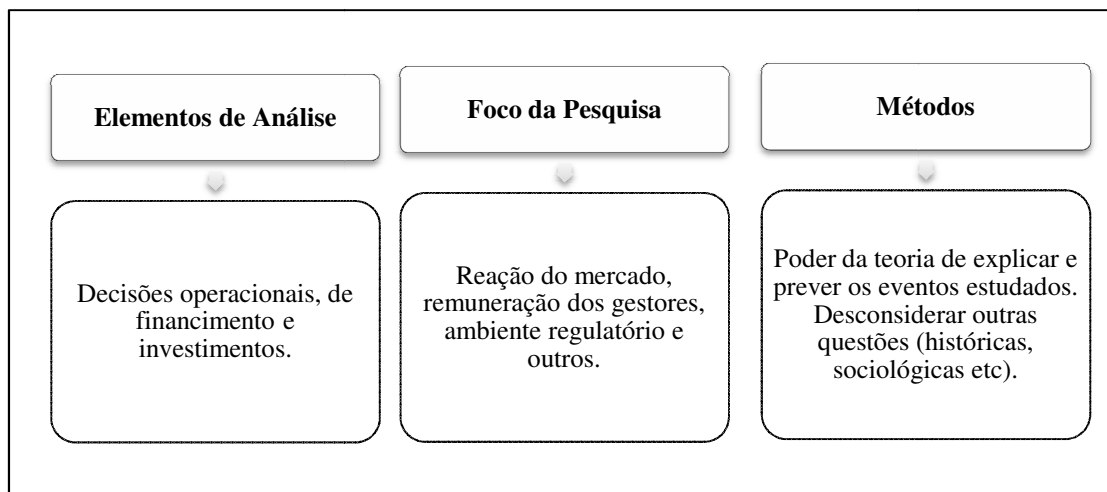 Elementos de Análise
Decisões operacionais, de
financimento e
investimentos.
Foco da Pesquisa
Reação do mercado,
remuneração dos gestores,
ambiente regulatório e
outros.
Métodos
Poder da teoria de explicar e
prever os eventos estudados.
Desconsiderar outras
questões (históricas,
sociológicas etc).